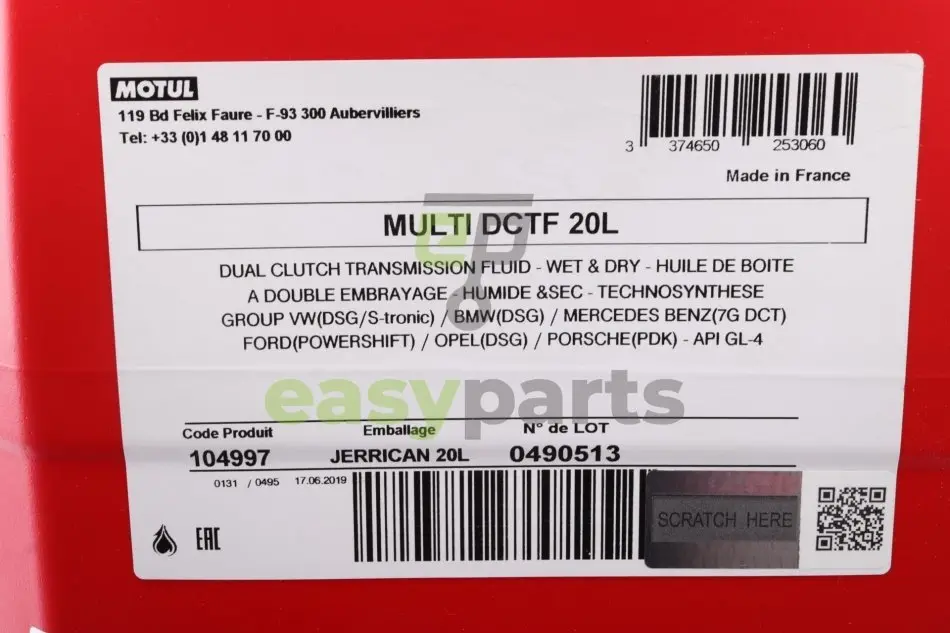 MOTUL
119 Bd Felix Faure - F-93 300 Aubervilliers
Tel: +33 (0)1 48 11 70 00
3 374650 253060
Made in France
MULTI DCTF 20L
DUAL CLUTCH TRANSMISSION FLUID - WET & DRY - HUILE DE BOITE
A DOUBLE EMBRAYAGE - HUMIDE &SEC - TECHNOSYNTHESE
GROUP VW(DSG/S-tronic) / BMW(DSG) / MERCEDES BENZ(7G DCT)
FORD(POWERSHIFT) / OPEL(DSG) / PORSCHE(PDK) - API GL-4
ep
easyparts
Code Produit Emballage N° de LOT
104997 JERRICAN 20L 0490513
0131 / 0495 17.06.2019
SCRATCH HERE
EAC